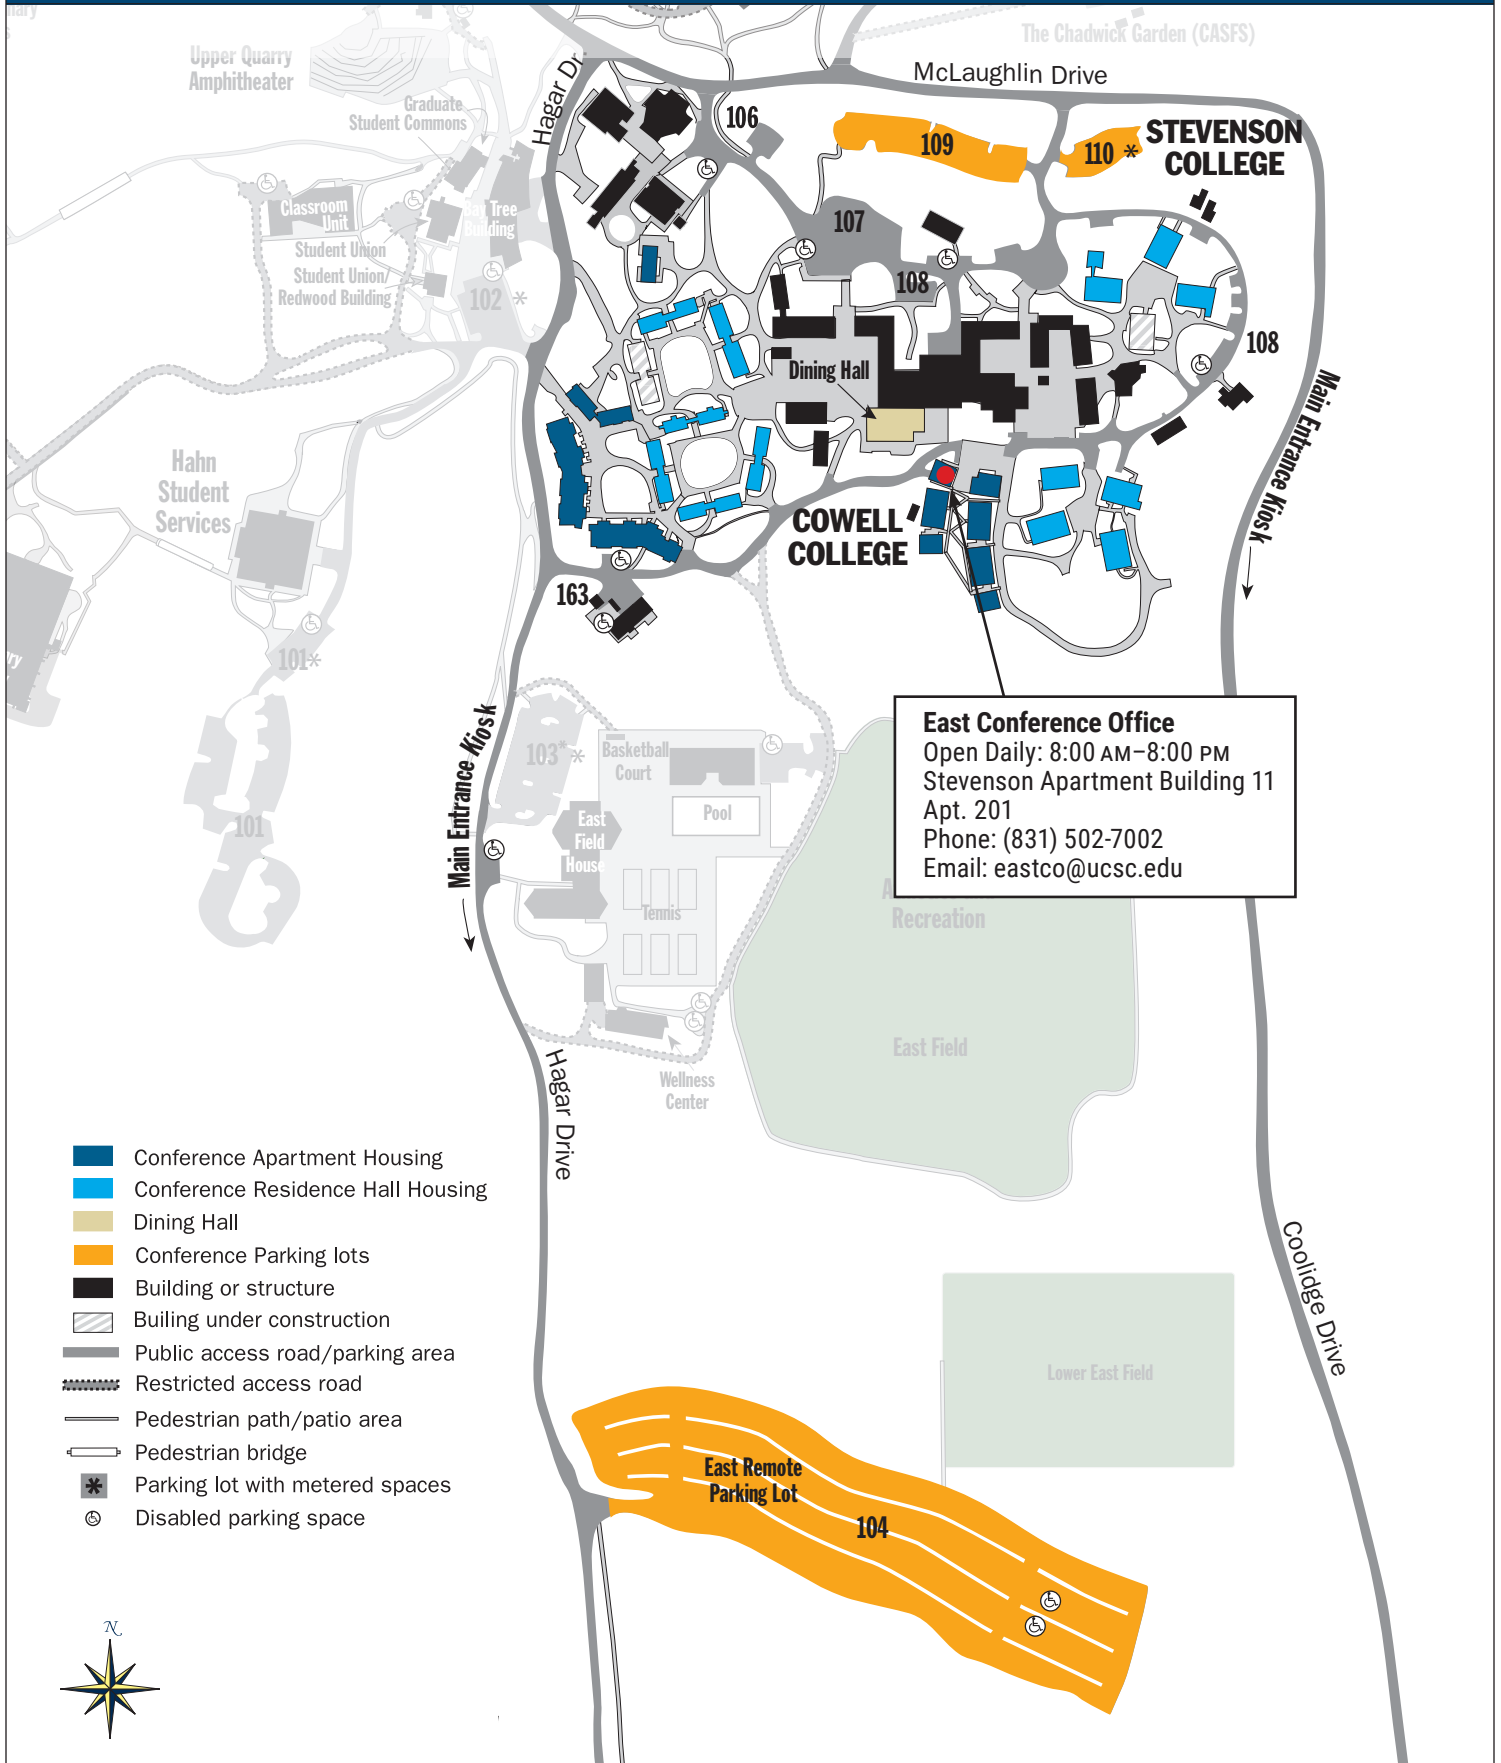 The Chadwick Garden (CASFS)
Upper Quarry
Amphitheater
McLaughlin Drive
Graduate
Student Commons
Hagar Dr
106
109
110 *
STEVENSON
COLLEGE
Classroom
Unit
Bay Tree
Building
Student Union
Student Union/
Redwood Building
102 *
107
108
108
Dining Hall
Main Entrance Kiosk
Hahn
Student
Services
COWELL
COLLEGE
163
101*
East Conference Office
Open Daily: 8:00 AM–8:00 PM
Stevenson Apartment Building 11
Apt. 201
Phone: (831) 502-7002
Email: eastco@ucsc.edu
Main Entrance Kiosk
103* *
Basketball
Court
Pool
101
East
Field
House
Tennis
Recreation
East Field
Wellness
Center
Hagar Drive
Conference Apartment Housing
Conference Residence Hall Housing
Dining Hall
Conference Parking lots
Building or structure
Builing under construction
Public access road/parking area
Restricted access road
Pedestrian path/patio area
Pedestrian bridge
* Parking lot with metered spaces
Disabled parking space
Coolidge Drive
Lower East Field
East Remote
Parking Lot
104
N